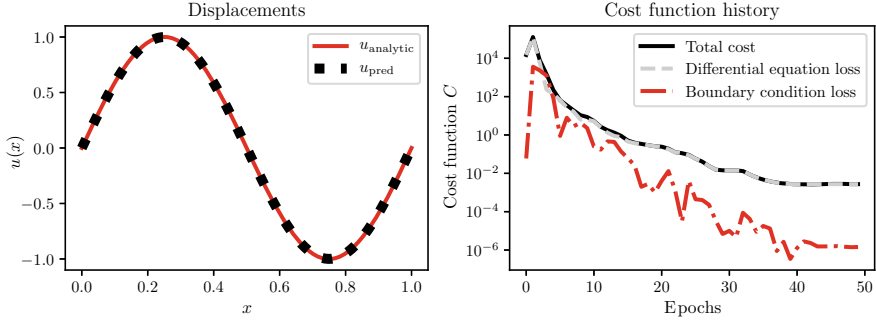 Displacements
1.0
0.5
0.0
−0.5
−1.0
u(x)
u_analytic
u_pred
0.0 0.2 0.4 0.6 0.8 1.0
x
Cost function history
10^4
10^2
10^0
10^−2
10^−4
10^−6
Cost function C
Total cost
Differential equation loss
Boundary condition loss
0 10 20 30 40 50
Epochs